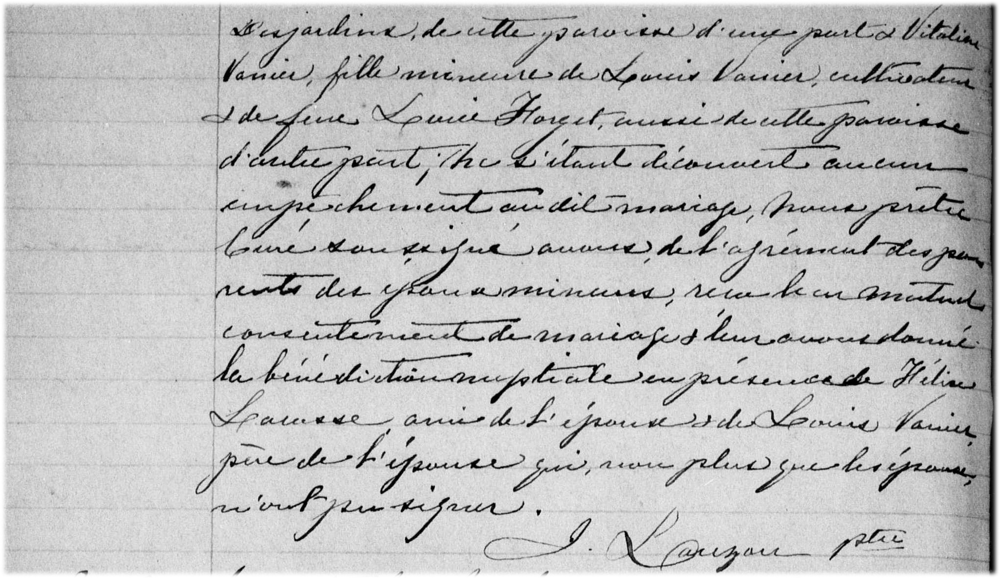 Desjardins, de cette paroisse d'une part & Vitaline
Vanier, fille mineure de Louis Vanier, cultivateur
& de feue Louise Forget, aussi de cette paroisse
d'autre part; ne s'étant découvert aucun
empêchement au dit mariage, nous prêtre
Curé soussigné avons, de l'agrément des pa
rents des époux mineurs, reçu leur mutuel
consentement de mariage & leur avons donné
la bénédiction nuptiale en présence de
Lacasse ami de l'époux & de Louis Vanier,
père de l'épouse qui, non plus que les époux,
n'ont pu signer.
J. Lauzon ptre